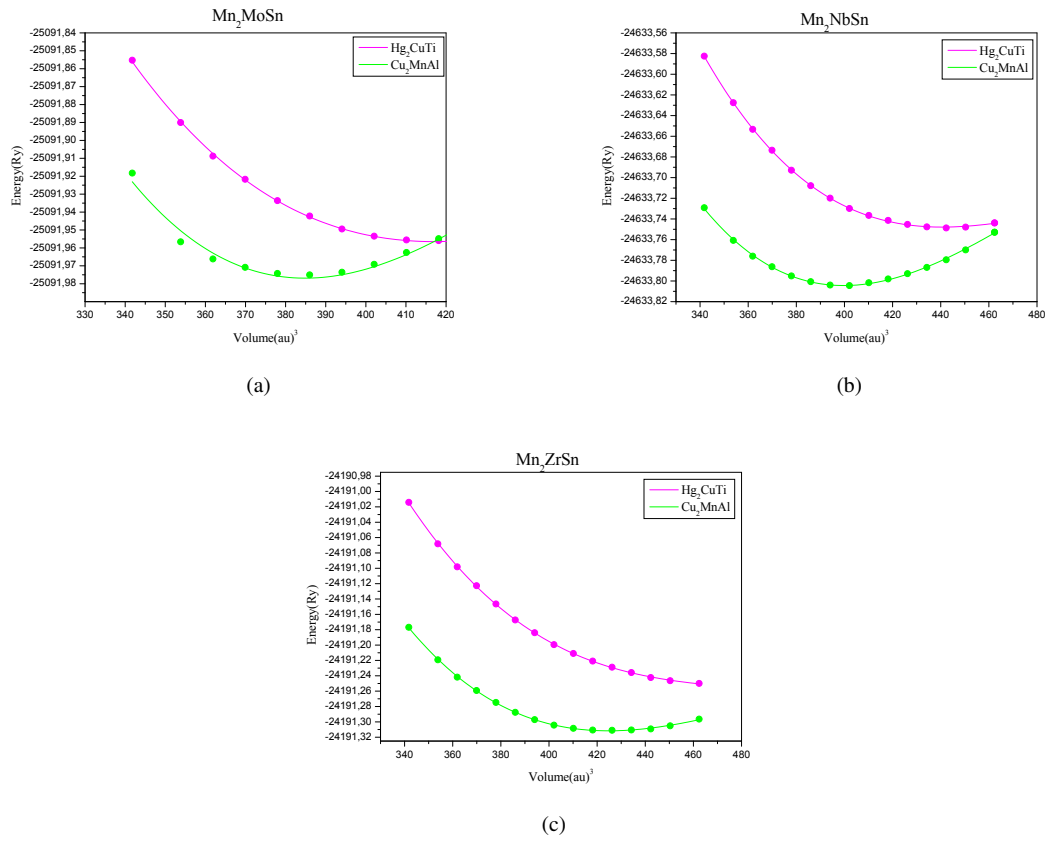 Mn2MoSn
-25091,84
-25091,85
-25091,86
-25091,87
-25091,88
-25091,89
-25091,90
-25091,91
-25091,92
-25091,93
-25091,94
-25091,95
-25091,96
-25091,97
-25091,98
Energy(Ry)
Hg2CuTi
Cu2MnAl
330 340 350 360 370 380 390 400 410 420
Volume(au)3
(a)
Mn2NbSn
-24633,56
-24633,58
-24633,60
-24633,62
-24633,64
-24633,66
-24633,68
-24633,70
-24633,72
-24633,74
-24633,76
-24633,78
-24633,80
-24633,82
Energy(Ry)
Hg2CuTi
Cu2MnAl
340 360 380 400 420 440 460 480
Volume(au)3
(b)
Mn2ZrSn
-24190,98
-24191,00
-24191,02
-24191,04
-24191,06
-24191,08
-24191,10
-24191,12
-24191,14
-24191,16
-24191,18
-24191,20
-24191,22
-24191,24
-24191,26
-24191,28
-24191,30
-24191,32
Energy(Ry)
Hg2CuTi
Cu2MnAl
340 360 380 400 420 440 460 480
Volume(au)3
(c)